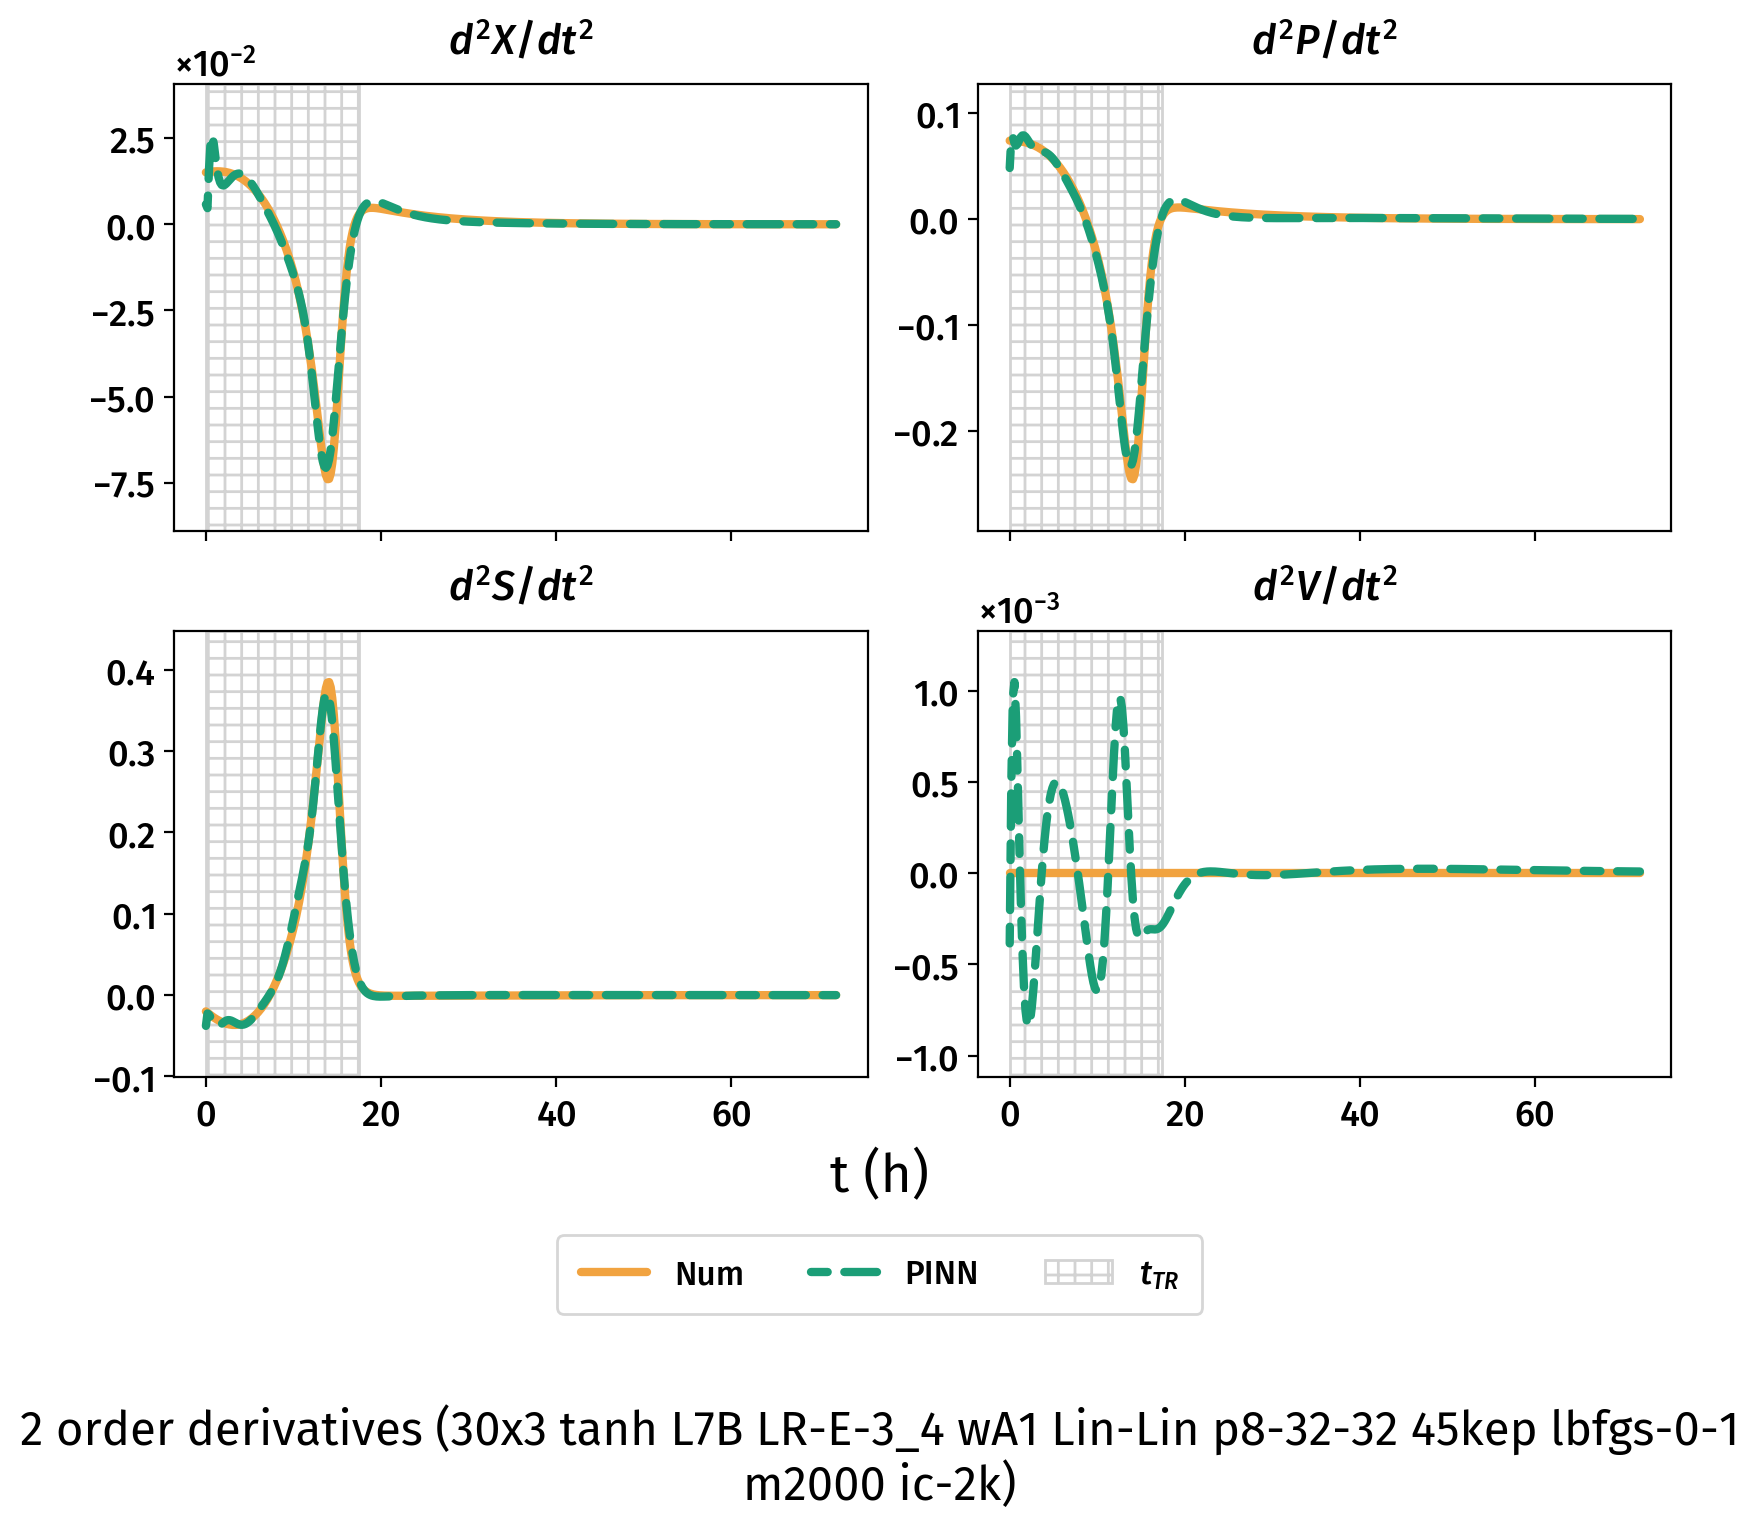 d²X/dt²
d²P/dt²
×10⁻²
2.5
0.0
−2.5
−5.0
−7.5
0.1
0.0
−0.1
−0.2
d²S/dt²
d²V/dt²
×10⁻³
0.4
0.3
0.2
0.1
0.0
−0.1
1.0
0.5
0.0
−0.5
−1.0
0 20 40 60
0 20 40 60
t (h)
Num PINN t_TR
2 order derivatives (30x3 tanh L7B LR-E-3_4 wA1 Lin-Lin p8-32-32 45kep lbfgs-0-1
m2000 ic-2k)